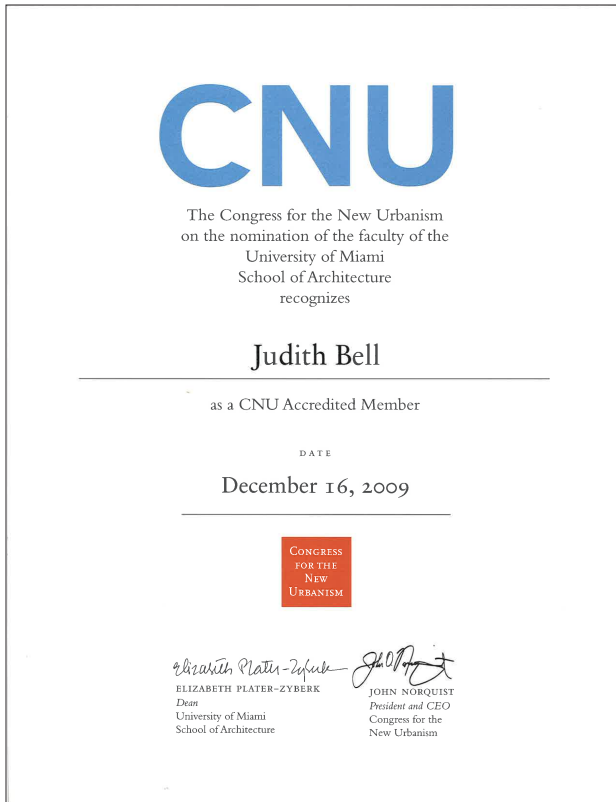 CNU
The Congress for the New Urbanism
on the nomination of the faculty of the
University of Miami
School of Architecture
recognizes
Judith Bell
as a CNU Accredited Member
DATE
December 16, 2009
CONGRESS
FOR THE
NEW
URBANISM
Elizabeth Plater-Zyberk
John O. Norquist
ELIZABETH PLATER-ZYBERK
Dean
University of Miami
School of Architecture
JOHN NORQUIST
President and CEO
Congress for the
New Urbanism